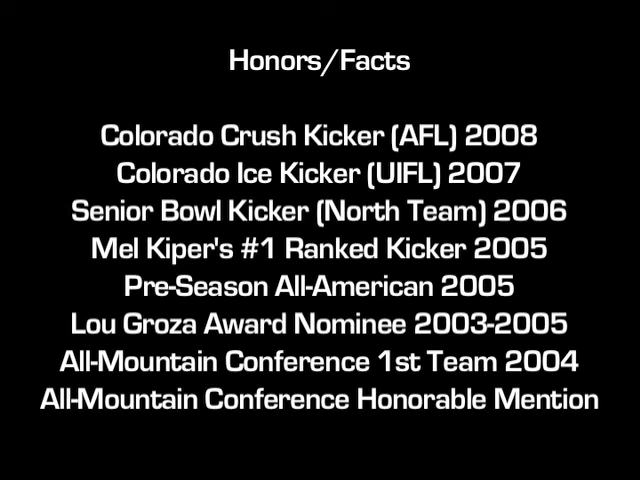 Honors/Facts
Colorado Crush Kicker (AFL) 2008
Colorado Ice Kicker (UIFL) 2007
Senior Bowl Kicker (North Team) 2006
Mel Kiper's #1 Ranked Kicker 2005
Pre-Season All-American 2005
Lou Groza Award Nominee 2003-2005
All-Mountain Conference 1st Team 2004
All-Mountain Conference Honorable Mention